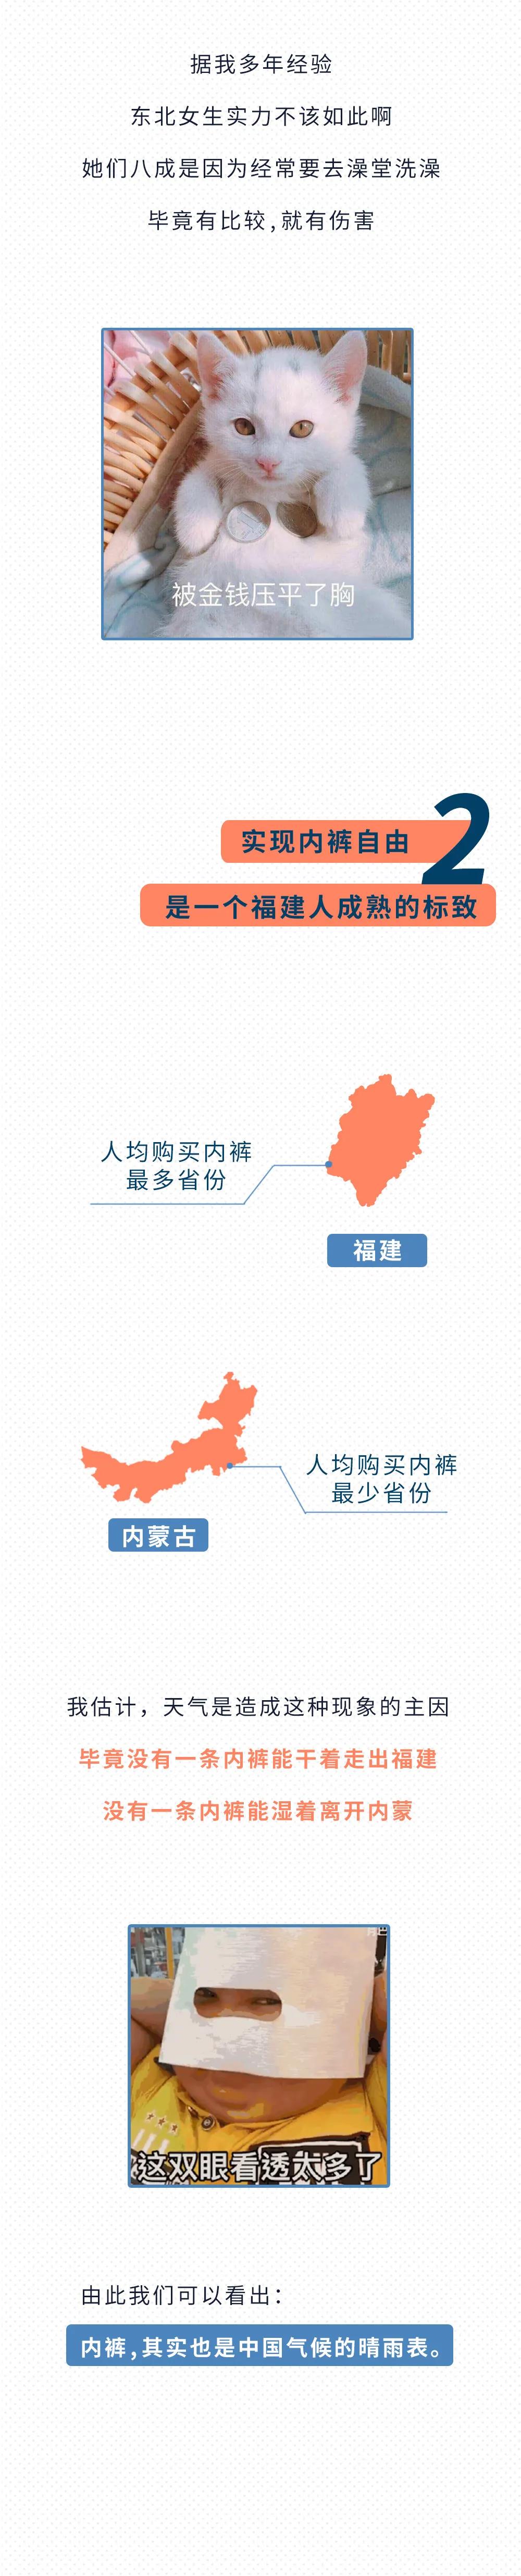 据我多年经验
东北女生实力不该如此啊
她们八成是因为经常要去澡堂洗澡
毕竟有比较,就有伤害
被金钱压平了胸
2
实现内裤自由
是一个福建人成熟的标致
人均购买内裤
最多省份
福建
人均购买内裤
最少省份
内蒙古
我估计，天气是造成这种现象的主因
毕竟没有一条内裤能干着走出福建
没有一条内裤能湿着离开内蒙
这双眼看透太多了
由此我们可以看出：
内裤,其实也是中国气候的晴雨表。